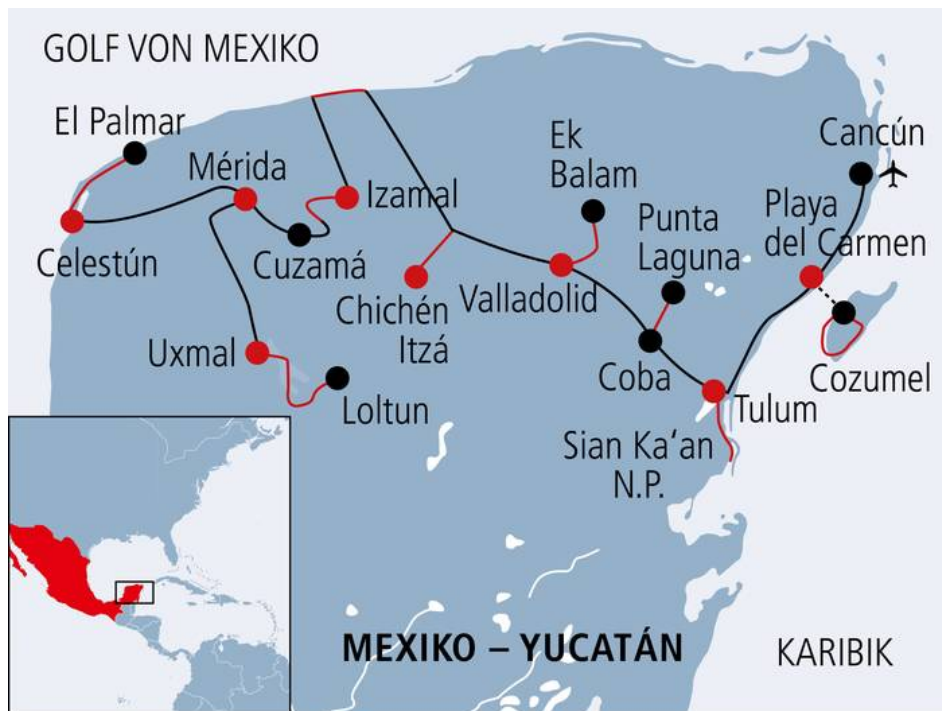 GOLF VON MEXIKO
El Palmar
Mérida
Izamal
Ek
Balam
Cancún
Playa
del Carmen
Punta
Laguna
Celestún
Cuzamá
Chichén
Itzá
Valladolid
Uxmal
Loltun
Coba
Cozumel
Tulum
Sian Ka‘an
N.P.
MEXIKO – YUCATÁN
KARIBIK